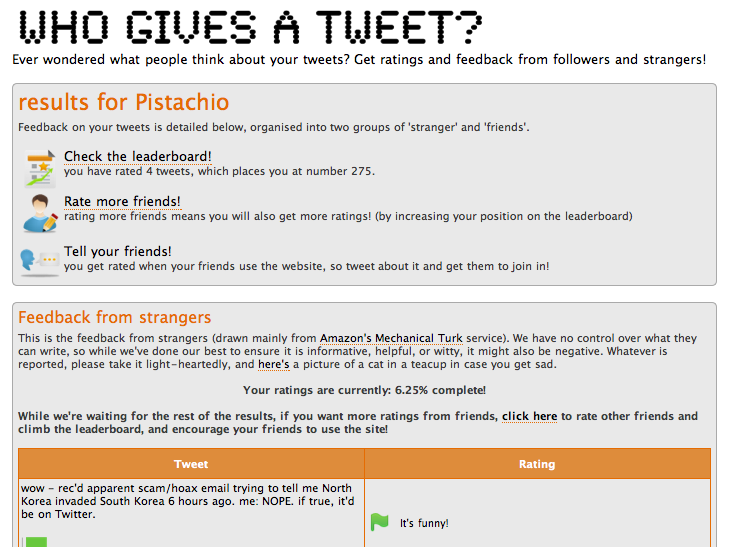 WHO GIVES A TWEET?
Ever wondered what people think about your tweets? Get ratings and feedback from followers and strangers!
results for Pistachio
Feedback on your tweets is detailed below, organised into two groups of 'stranger' and 'friends'.
Check the leaderboard!
you have rated 4 tweets, which places you at number 275.
Rate more friends!
rating more friends means you will also get more ratings! (by increasing your position on the leaderboard)
Tell your friends!
you get rated when your friends use the website, so tweet about it and get them to join in!
Feedback from strangers
This is the feedback from strangers (drawn mainly from Amazon's Mechanical Turk service). We have no control over what they
can write, so while we've done our best to ensure it is informative, helpful, or witty, it might also be negative. Whatever is
reported, please take it light-heartedly, and here's a picture of a cat in a teacup in case you get sad.
Your ratings are currently: 6.25% complete!
While we're waiting for the rest of the results, if you want more ratings from friends, click here to rate other friends and
climb the leaderboard, and encourage your friends to use the site!
Tweet
Rating
wow - rec'd apparent scam/hoax email trying to tell me North
Korea invaded South Korea 6 hours ago. me: NOPE. if true, it'd
be on Twitter.
It's funny!